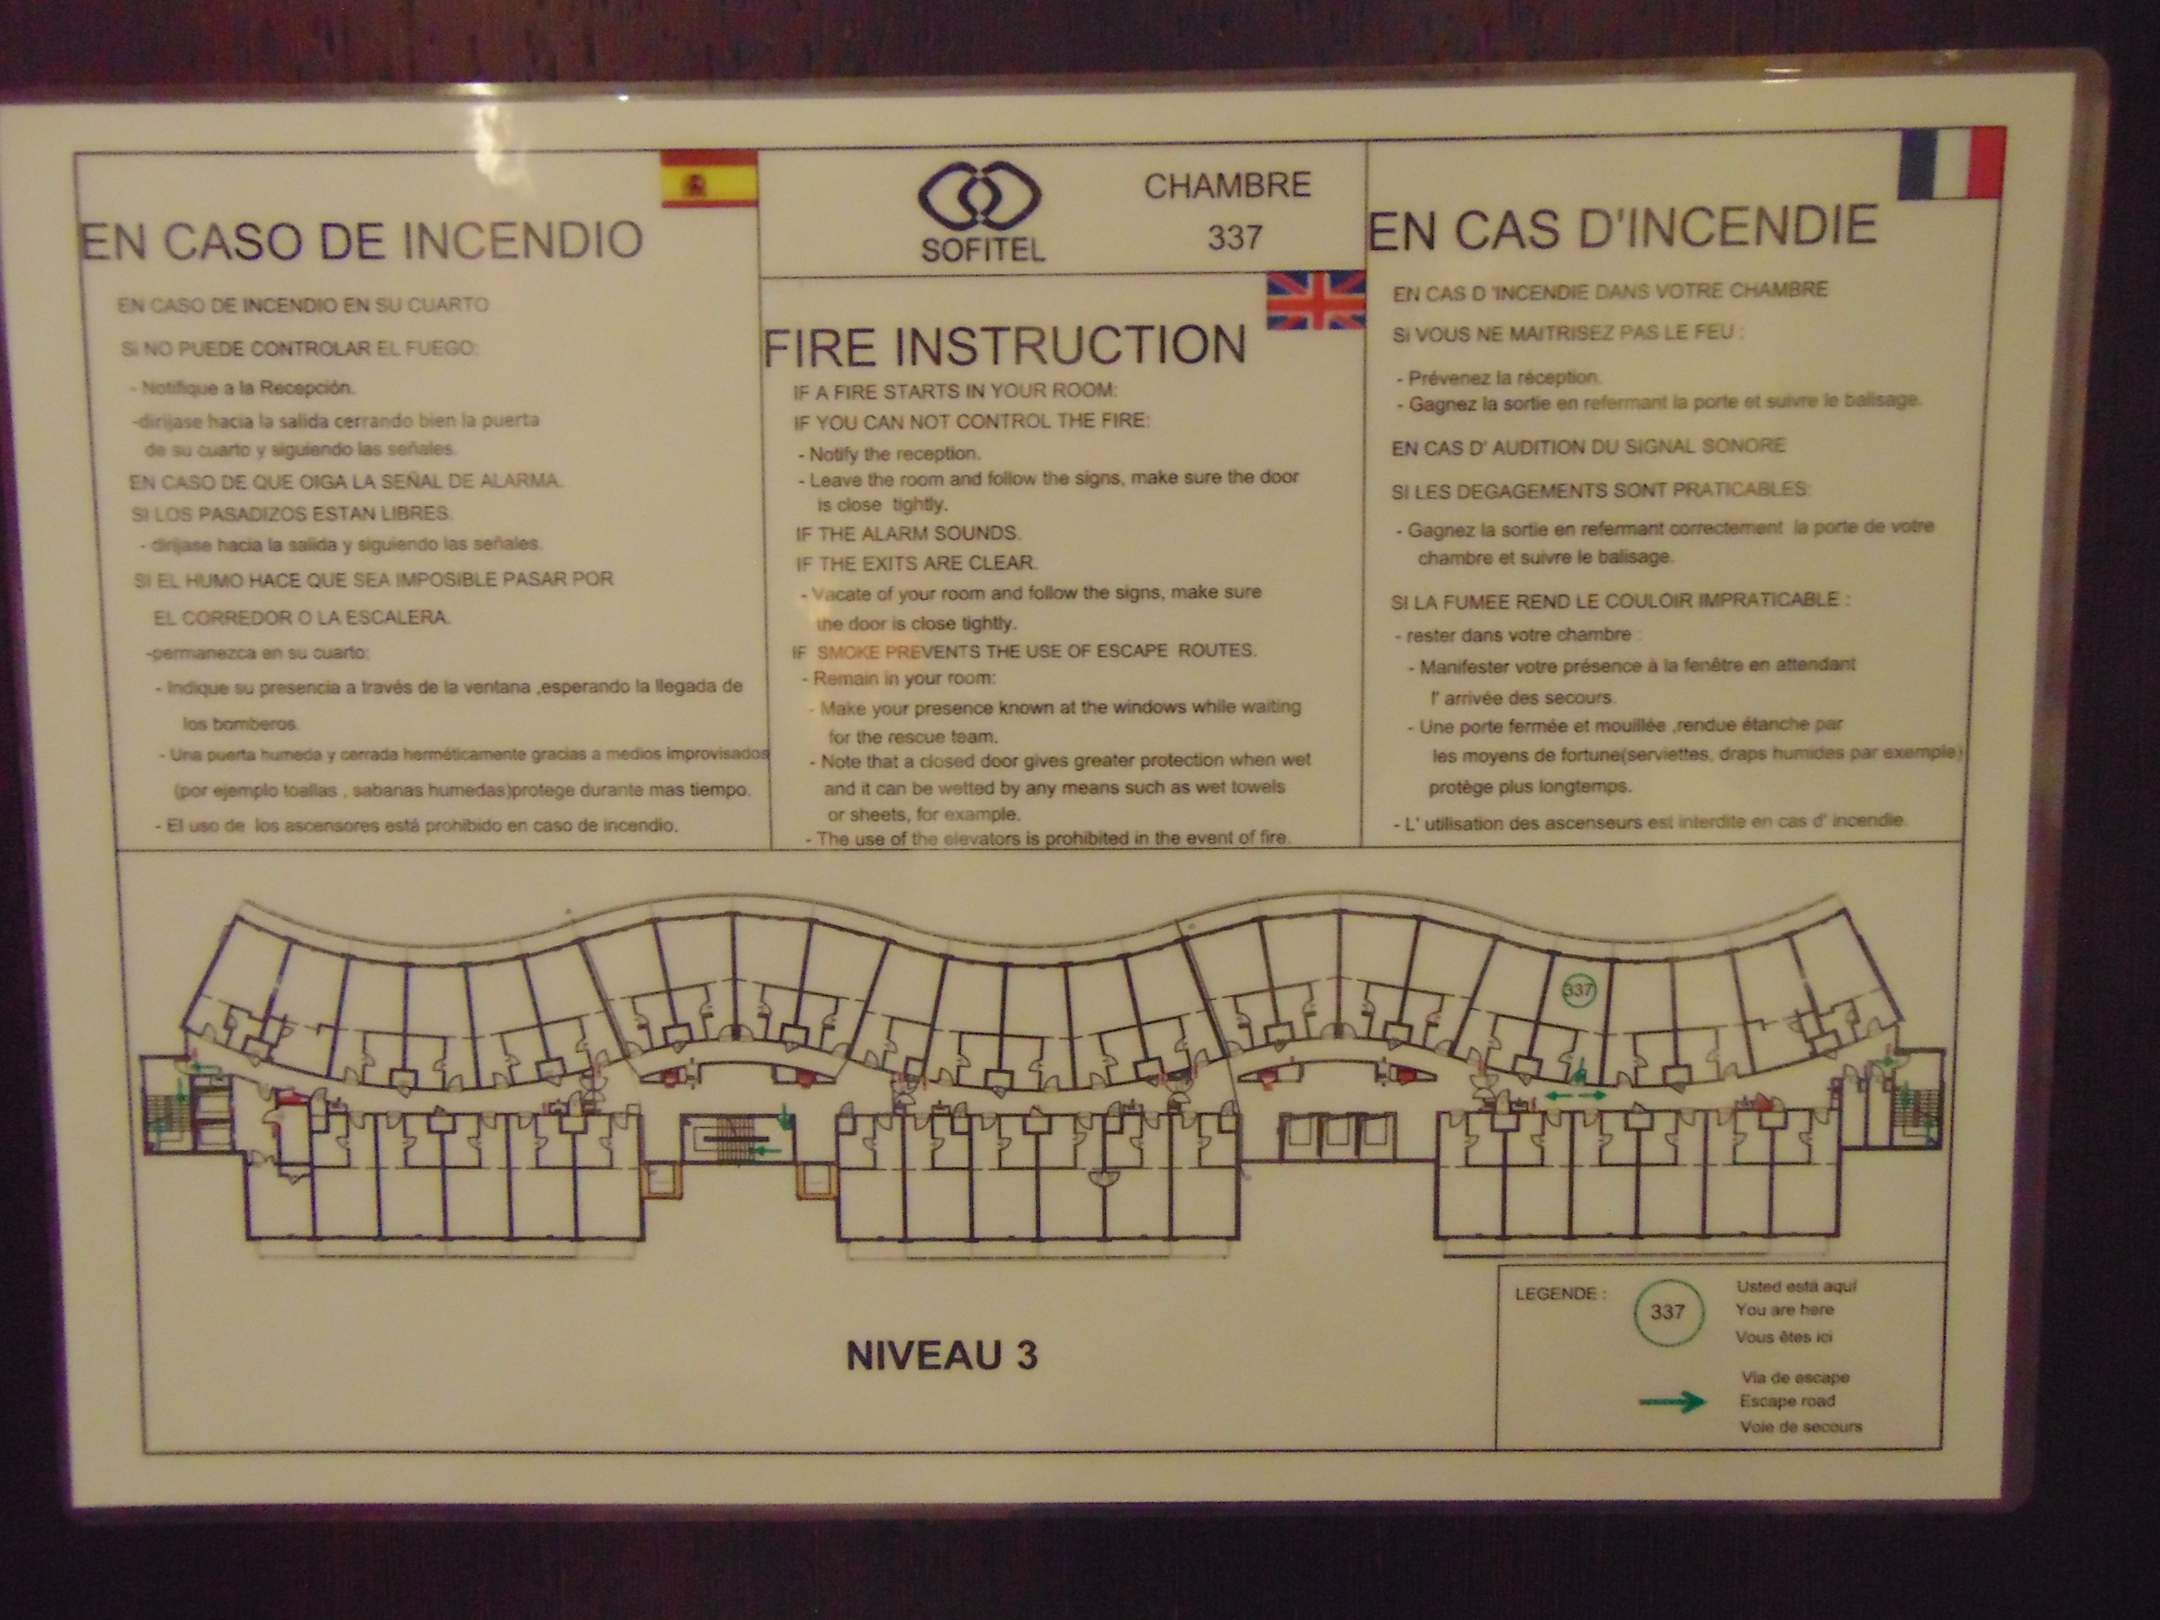 EN CASO DE INCENDIO
EN CASO DE INCENDIO EN SU CUARTO
Si NO PUEDE CONTROLAR EL FUEGO:
- Notifique a la Recepción.
-dirijase hacia la salida cerrando bien la puerta
de su cuarto y siguiendo las señales.
EN CASO DE QUE OIGA LA SEÑAL DE ALARMA.
SI LOS PASADIZOS ESTAN LIBRES.
- dirijase hacia la salida y siguiendo las señales.
SI EL HUMO HACE QUE SEA IMPOSIBLE PASAR POR
EL CORREDOR O LA ESCALERA.
-permanezca en su cuarto:
- Indique su presencia a través de la ventana ,esperando la llegada de
los bomberos.
- Una puerta humeda y cerrada herméticamente gracias a medios improvisados
(por ejemplo toallas , sabanas humedas)protege durante mas tiempo.
- El uso de los ascensores está prohibido en caso de incendio.
SOFITEL
CHAMBRE
337
FIRE INSTRUCTION
IF A FIRE STARTS IN YOUR ROOM:
IF YOU CAN NOT CONTROL THE FIRE:
- Notify the reception.
- Leave the room and follow the signs, make sure the door
is close tightly.
IF THE ALARM SOUNDS.
IF THE EXITS ARE CLEAR.
- Vacate of your room and follow the signs, make sure
the door is close tightly.
IF SMOKE PREVENTS THE USE OF ESCAPE ROUTES.
- Remain in your room:
- Make your presence known at the windows while waiting
for the rescue team.
- Note that a closed door gives greater protection when wet
and it can be wetted by any means such as wet towels
or sheets, for example.
- The use of the elevators is prohibited in the event of fire.
EN CAS D'INCENDIE
EN CAS D 'INCENDIE DANS VOTRE CHAMBRE
Si VOUS NE MAITRISEZ PAS LE FEU :
- Prévenez la réception.
- Gagnez la sortie en refermant la porte et suivre le balisage.
EN CAS D' AUDITION DU SIGNAL SONORE
SI LES DEGAGEMENTS SONT PRATICABLES:
- Gagnez la sortie en refermant correctement la porte de votre
chambre et suivre le balisage.
SI LA FUMEE REND LE COULOIR IMPRATICABLE :
- rester dans votre chambre :
- Manifester votre présence à la fenêtre en attendant
l' arrivée des secours.
- Une porte fermée et mouillée ,rendue étanche par
les moyens de fortune(serviettes, draps humides par exemple)
protège plus longtemps.
- L' utilisation des ascenseurs est interdite en cas d' incendie.
337
NIVEAU 3
LEGENDE :
337
Usted está aquí
You are here
Vous êtes ici
Via de escape
Escape road
Voie de secours